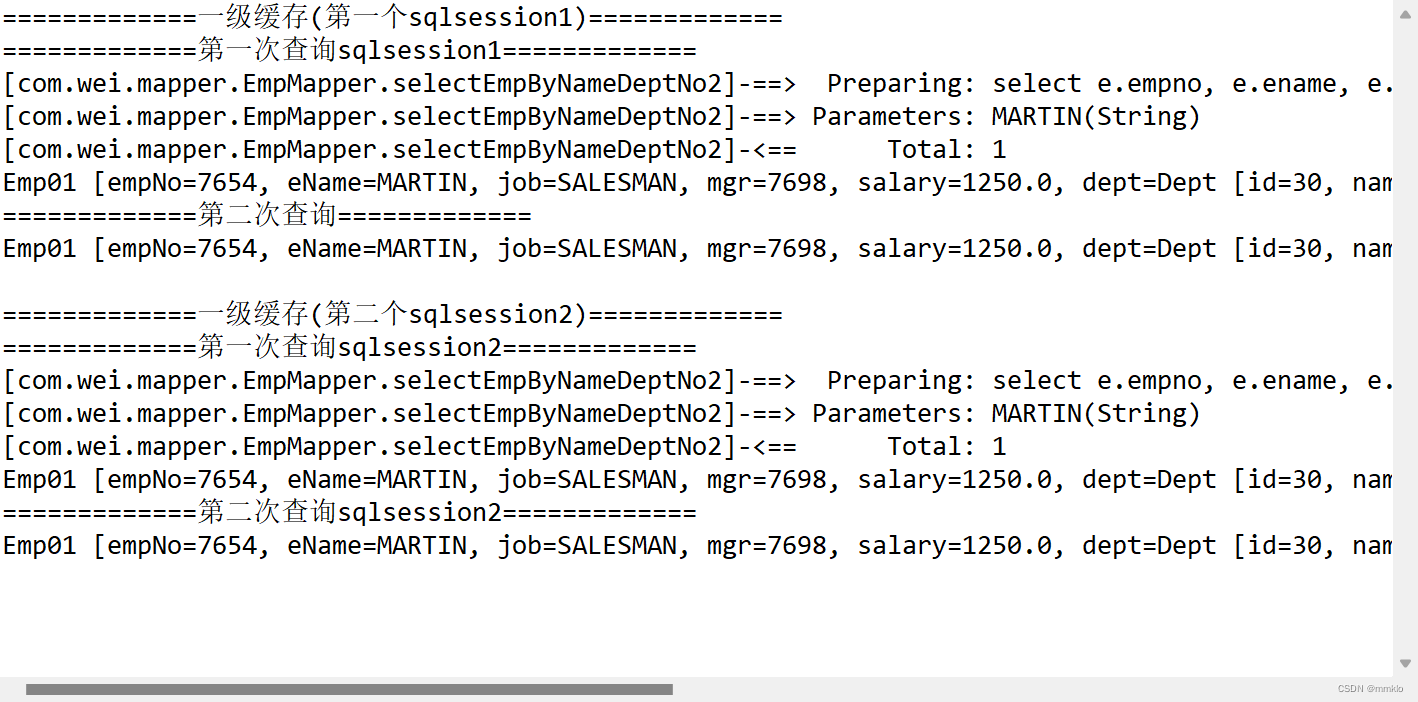 =============一级缓存(第一个sqlsession1)=============
=============第一次查询sqlsession1=============
[com.wei.mapper.EmpMapper.selectEmpByNameDeptNo2]-==>  Preparing: select e.empno, e.ename, e.
[com.wei.mapper.EmpMapper.selectEmpByNameDeptNo2]-==> Parameters: MARTIN(String)
[com.wei.mapper.EmpMapper.selectEmpByNameDeptNo2]-<==      Total: 1
Emp01 [empNo=7654, eName=MARTIN, job=SALESMAN, mgr=7698, salary=1250.0, dept=Dept [id=30, nam
=============第二次查询=============
Emp01 [empNo=7654, eName=MARTIN, job=SALESMAN, mgr=7698, salary=1250.0, dept=Dept [id=30, nam
=============一级缓存(第二个sqlsession2)=============
=============第一次查询sqlsession2=============
[com.wei.mapper.EmpMapper.selectEmpByNameDeptNo2]-==>  Preparing: select e.empno, e.ename, e.
[com.wei.mapper.EmpMapper.selectEmpByNameDeptNo2]-==> Parameters: MARTIN(String)
[com.wei.mapper.EmpMapper.selectEmpByNameDeptNo2]-<==      Total: 1
Emp01 [empNo=7654, eName=MARTIN, job=SALESMAN, mgr=7698, salary=1250.0, dept=Dept [id=30, nam
=============第二次查询sqlsession2=============
Emp01 [empNo=7654, eName=MARTIN, job=SALESMAN, mgr=7698, salary=1250.0, dept=Dept [id=30, nam
CSDN